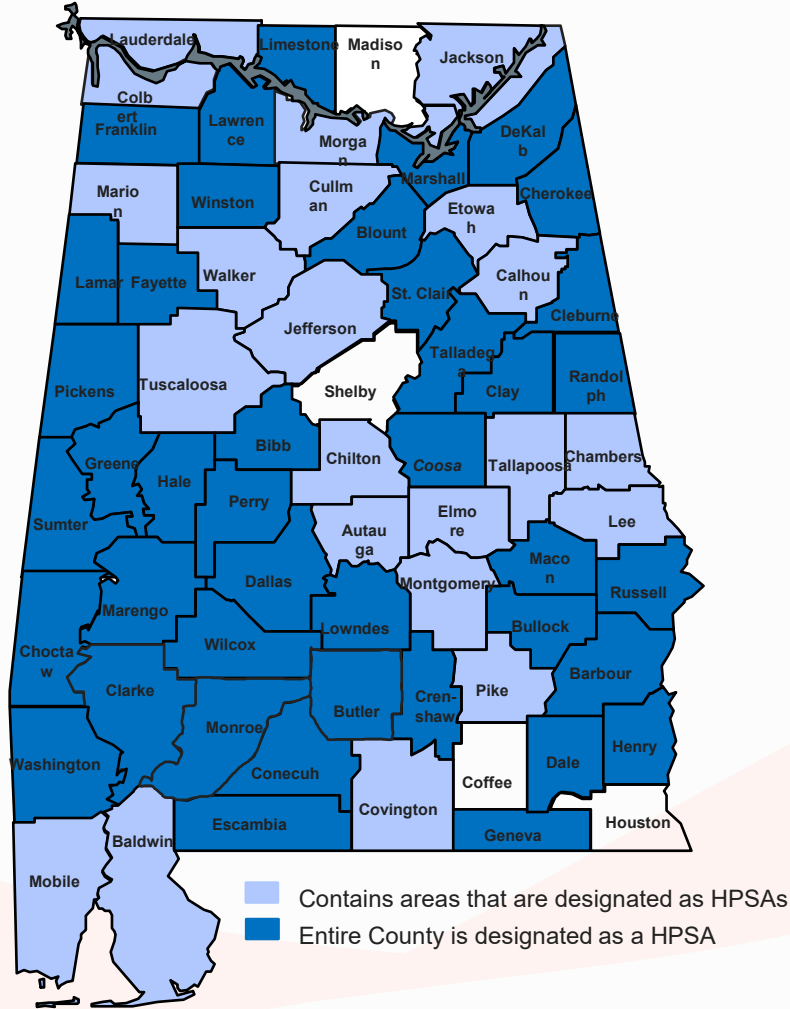 Lauderdale
Limestone
Madiso
n
Jackson
Colb
ert
Franklin
Lawren
ce
Morga
n
DeKal
b
Marshall
Cherokee
Mario
n
Winston
Cullm
an
Etowa
h
Blount
Lamar
Fayette
Walker
St. Clair
Calhou
n
Cleburne
Jefferson
Talladeg
a
Pickens
Tuscaloosa
Shelby
Clay
Randol
ph
Greene
Hale
Bibb
Chilton
Coosa
Tallapoosa
Chambers
Sumter
Perry
Autau
ga
Elmo
re
Lee
Dallas
Montgomery
Maco
n
Russell
Marengo
Lowndes
Bullock
Wilcox
Chocta
w
Clarke
Barbour
Pike
Monroe
Butler
Cren-
shaw
Henry
Washington
Conecuh
Coffee
Dale
Escambia
Covington
Geneva
Houston
Baldwin
Mobile
Contains areas that are designated as HPSAs
Entire County is designated as a HPSA